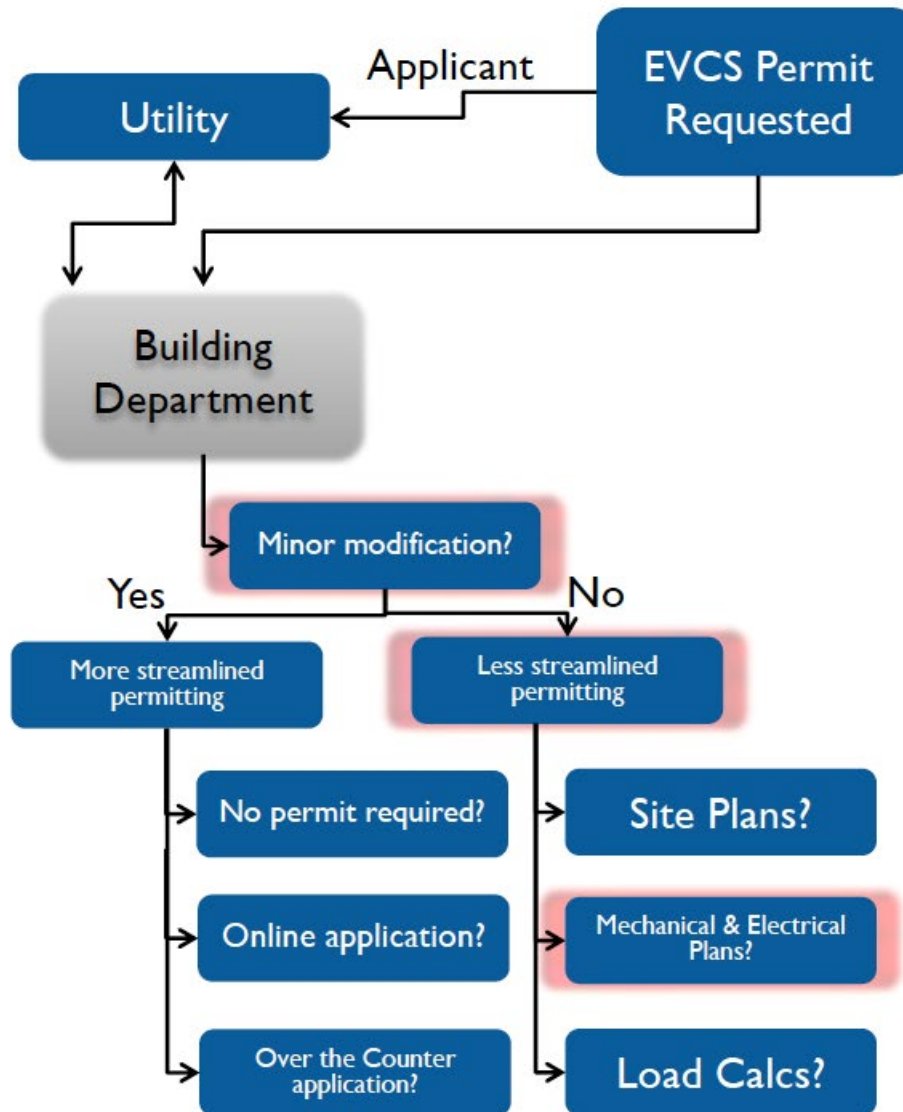 Applicant
EVCS Permit
Requested
Utility
Building
Department
Minor modification?
Yes
No
More streamlined
permitting
Less streamlined
permitting
No permit required?
Site Plans?
Online application?
Mechanical & Electrical
Plans?
Over the Counter
application?
Load Calcs?